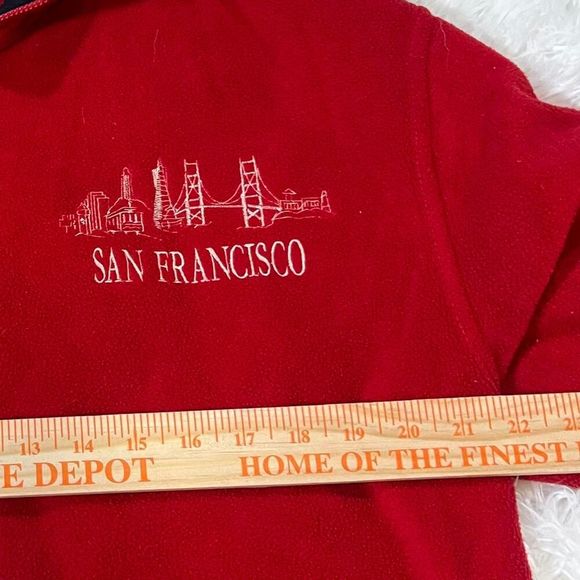 SAN FRANCISCO
13 14 15 16 17 18 19 20 21 22
E DEPOT HOME OF THE FINEST